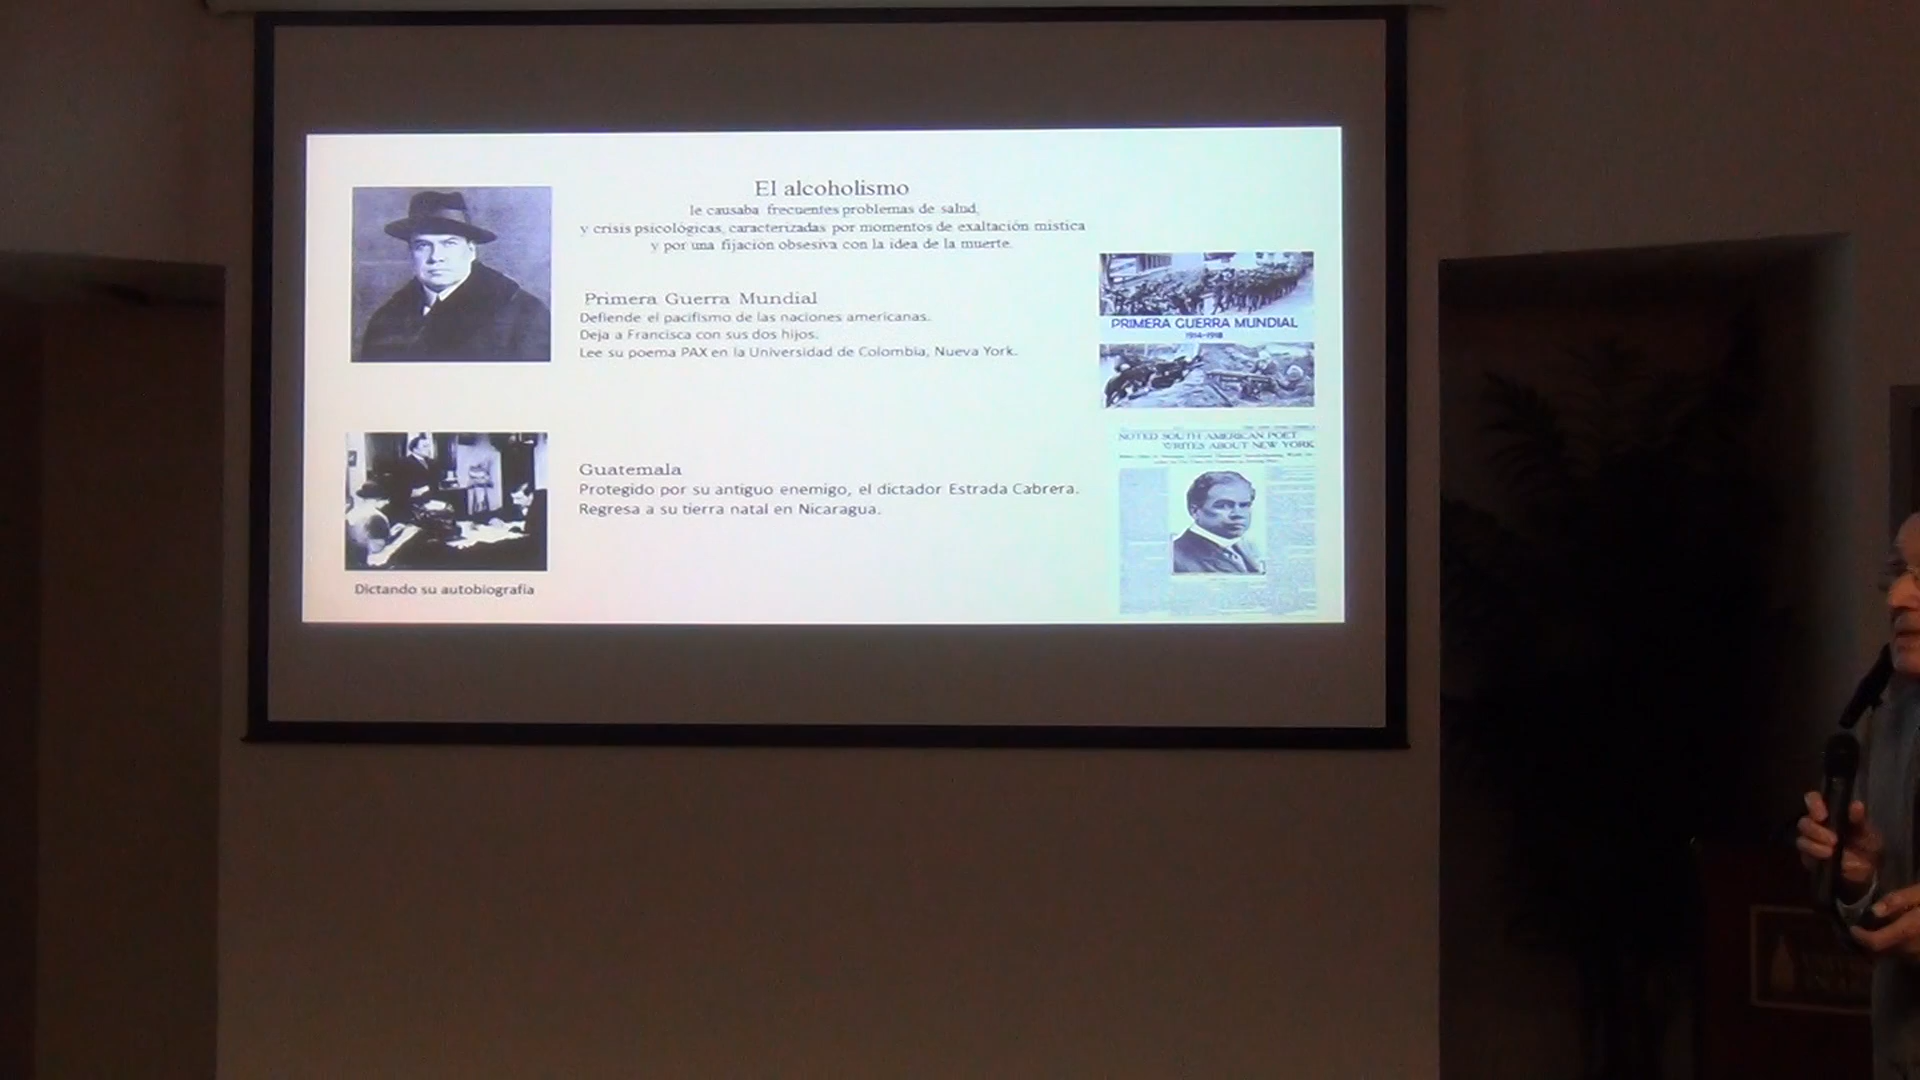 El alcoholismo
le causaba frecuentes problemas de salud,
y crisis psicológicas, caracterizadas por momentos de exaltación mística
y por una fijación obsesiva con la idea de la muerte.
Primera Guerra Mundial
Defiende el pacifismo de las naciones americanas.
Deja a Francisca con sus dos hijos.
Lee su poema PAX en la Universidad de Colombia, Nueva York.
PRIMERA GUERRA MUNDIAL
1914-1918
Guatemala
Protegido por su antiguo enemigo, el dictador Estrada Cabrera.
Regresa a su tierra natal en Nicaragua.
Dictando su autobiografía
NOTED SOUTH AMERICAN POET
WRITES ABOUT NEW YORK